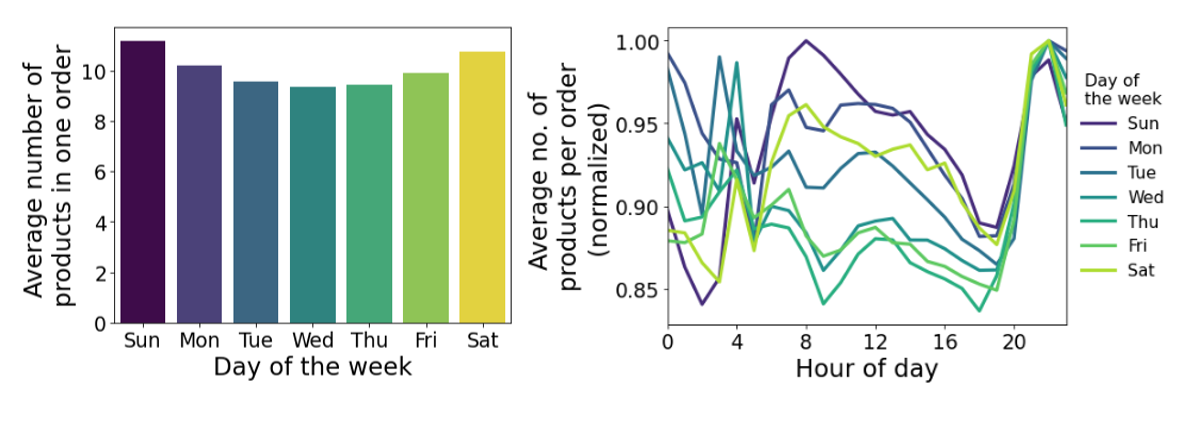 Average number of
products in one order
10
8
6
4
2
0
Sun Mon Tue Wed Thu Fri Sat
Day of the week
Average no. of
products per order
(normalized)
1.00
0.95
0.90
0.85
0 4 8 12 16 20
Hour of day
Day of
the week
Sun
Mon
Tue
Wed
Thu
Fri
Sat